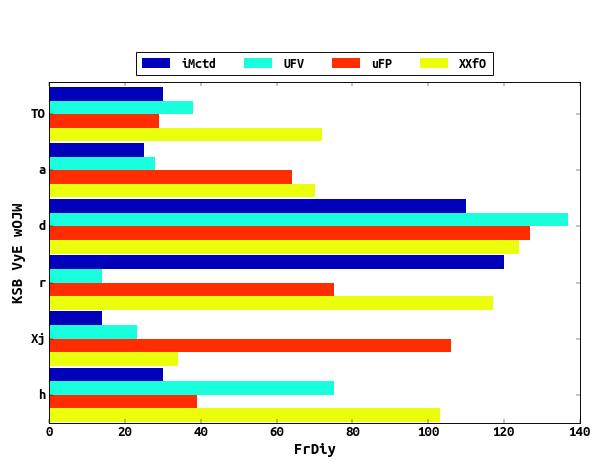 iMctd UFV uFP XXfO
TO
a
d
r
Xj
h
KSB VyE wOJW
0 20 40 60 80 100 120 140
FrDiy